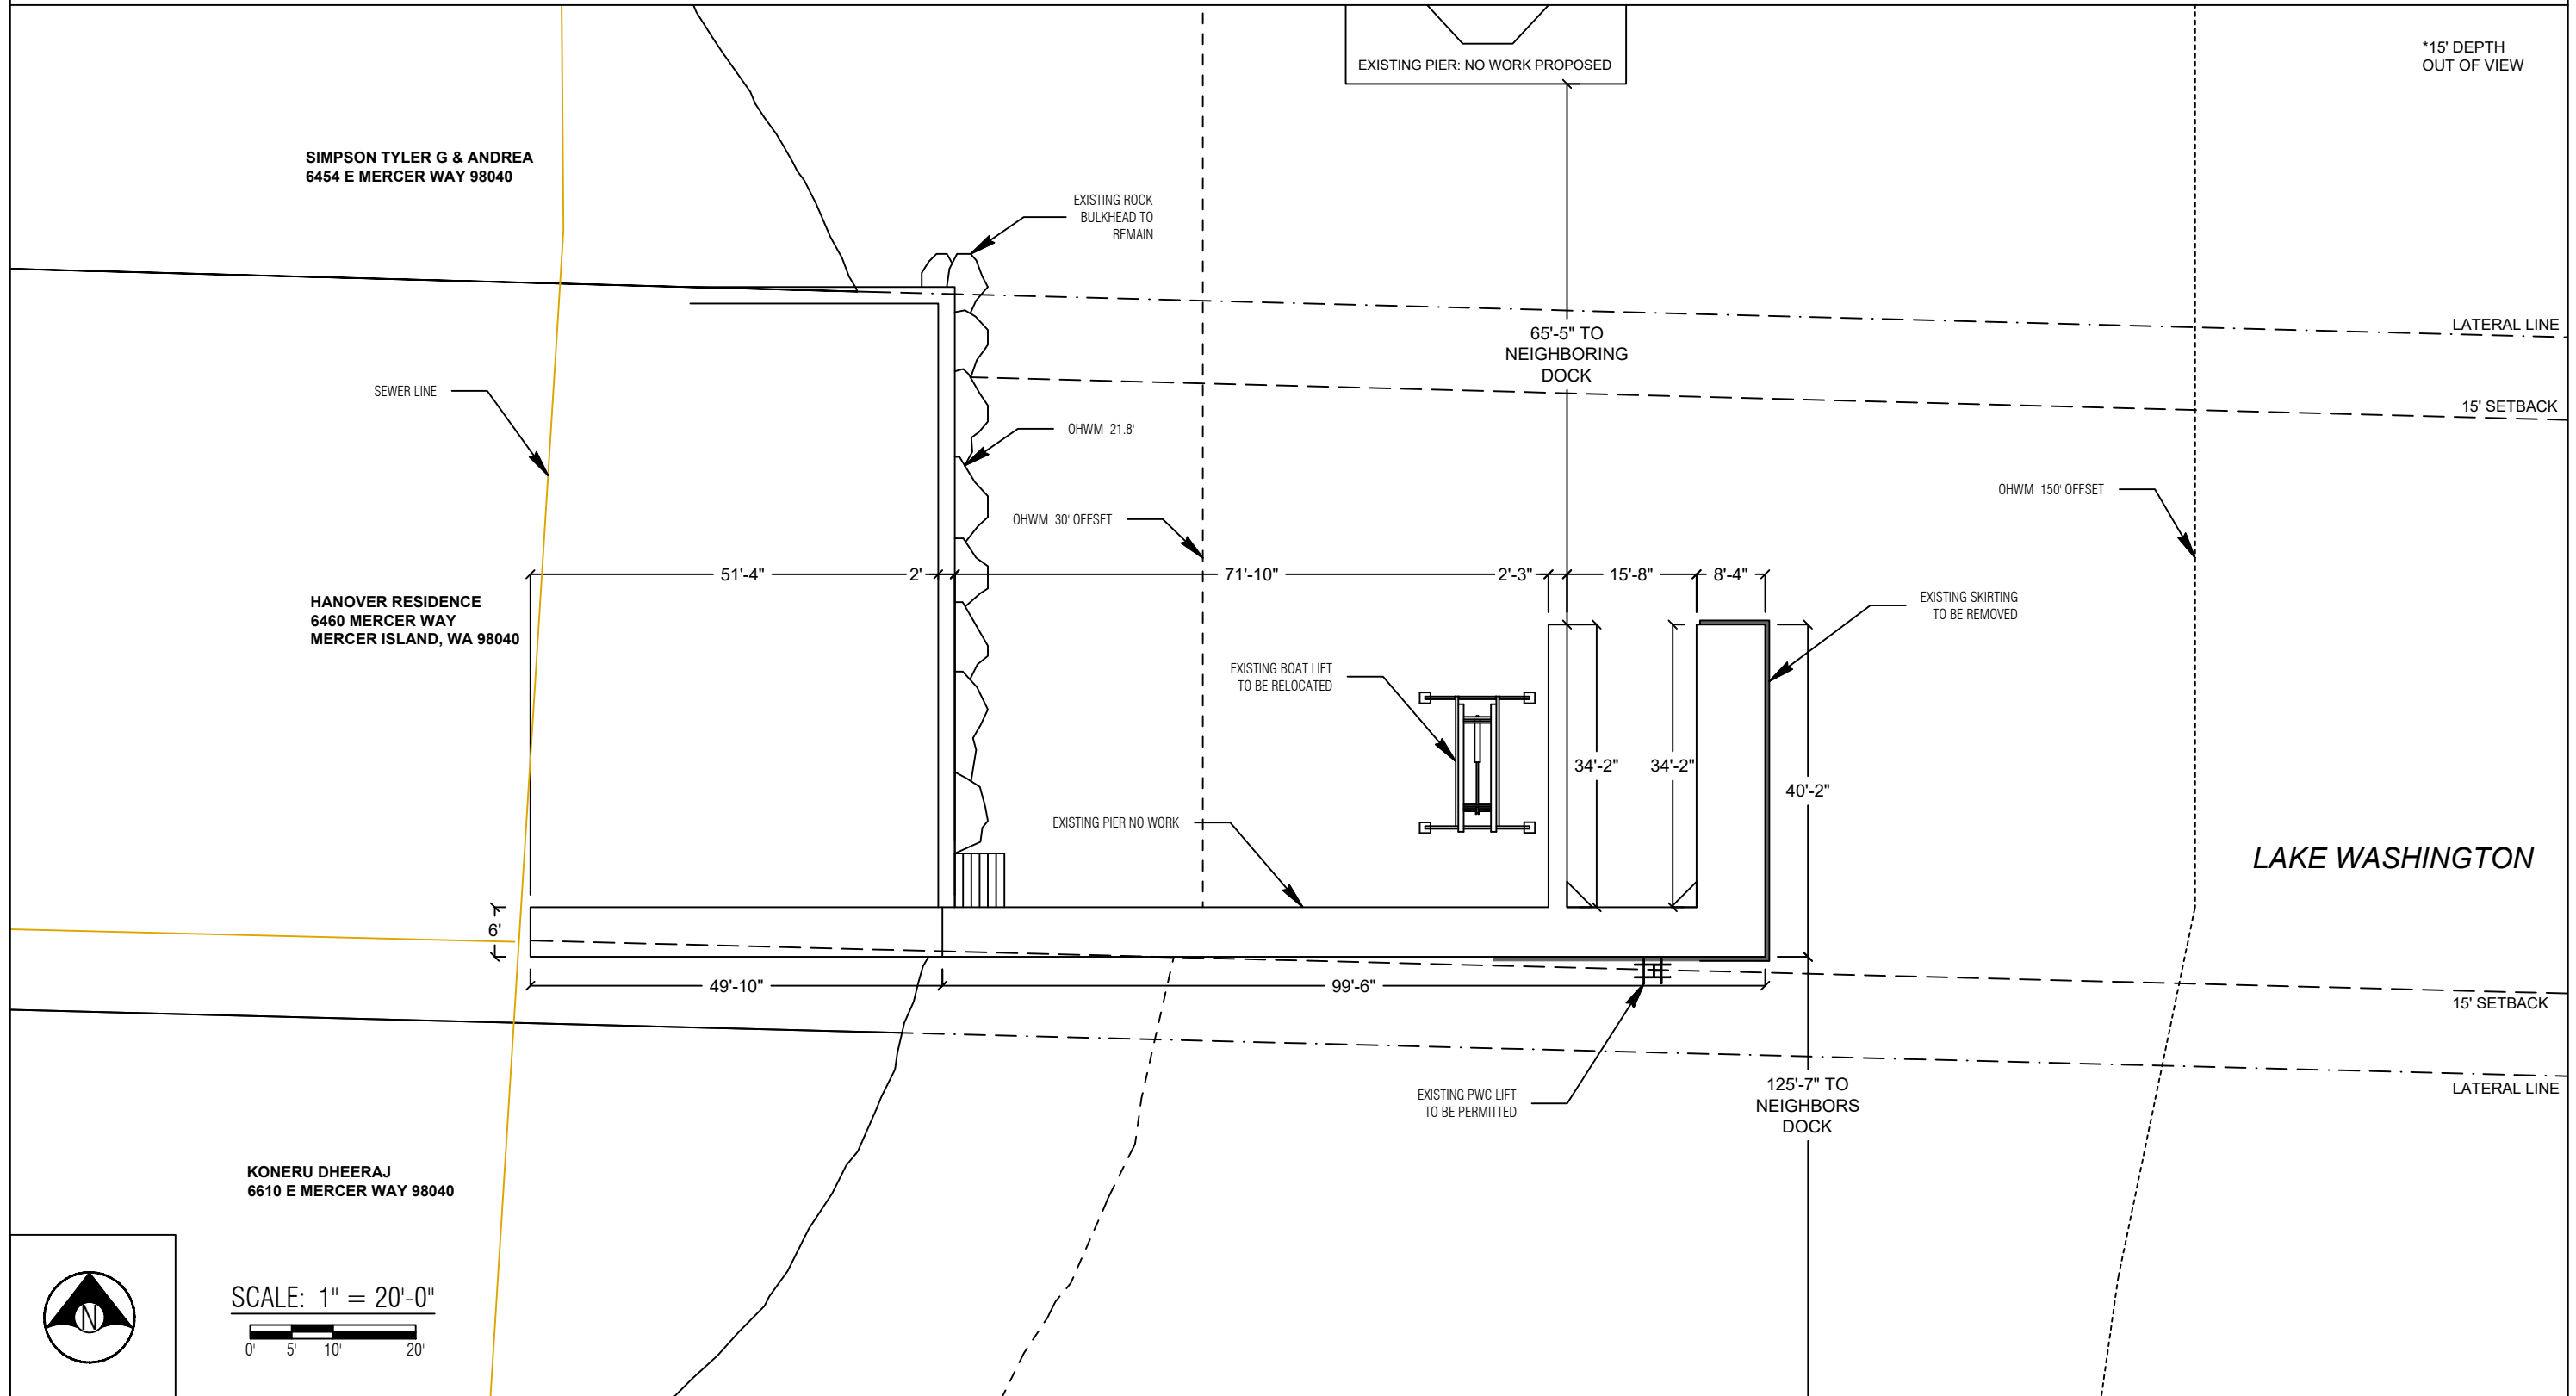 EXISTING PIER: NO WORK PROPOSED
*15' DEPTH
OUT OF VIEW
SIMPSON TYLER G & ANDREA
6454 E MERCER WAY 98040
EXISTING ROCK
BULKHEAD TO
REMAIN
LATERAL LINE
65'-5" TO
NEIGHBORING
DOCK
SEWER LINE
15' SETBACK
OHWM 21.8'
OHWM 150' OFFSET
OHWM 30' OFFSET
51'-4"
2'
71'-10"
2'-3"
15'-8"
8'-4"
HANOVER RESIDENCE
6460 MERCER WAY
MERCER ISLAND, WA 98040
EXISTING SKIRTING
TO BE REMOVED
EXISTING BOAT LIFT
TO BE RELOCATED
34'-2"
34'-2"
40'-2"
EXISTING PIER NO WORK
LAKE WASHINGTON
6'
49'-10"
99'-6"
15' SETBACK
EXISTING PWC LIFT
TO BE PERMITTED
125'-7" TO
NEIGHBORS
DOCK
LATERAL LINE
KONERU DHEERAJ
6610 E MERCER WAY 98040
N
SCALE: 1" = 20'-0"
0' 5' 10' 20'